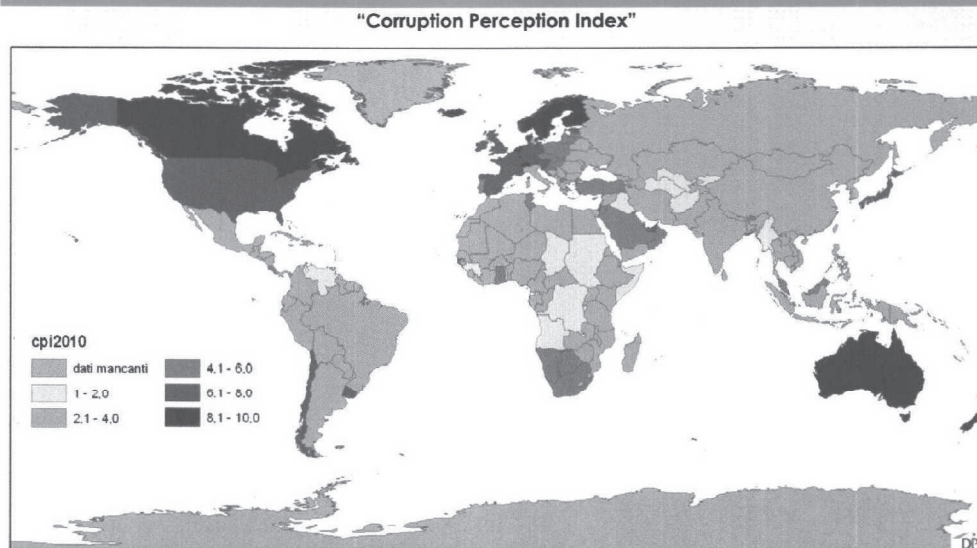 “Corruption Perception Index”
cpi2010
dati mancanti
1 - 2,0
2,1 - 4,0
4,1 - 6,0
6,1 - 8,0
8,1 - 10,0